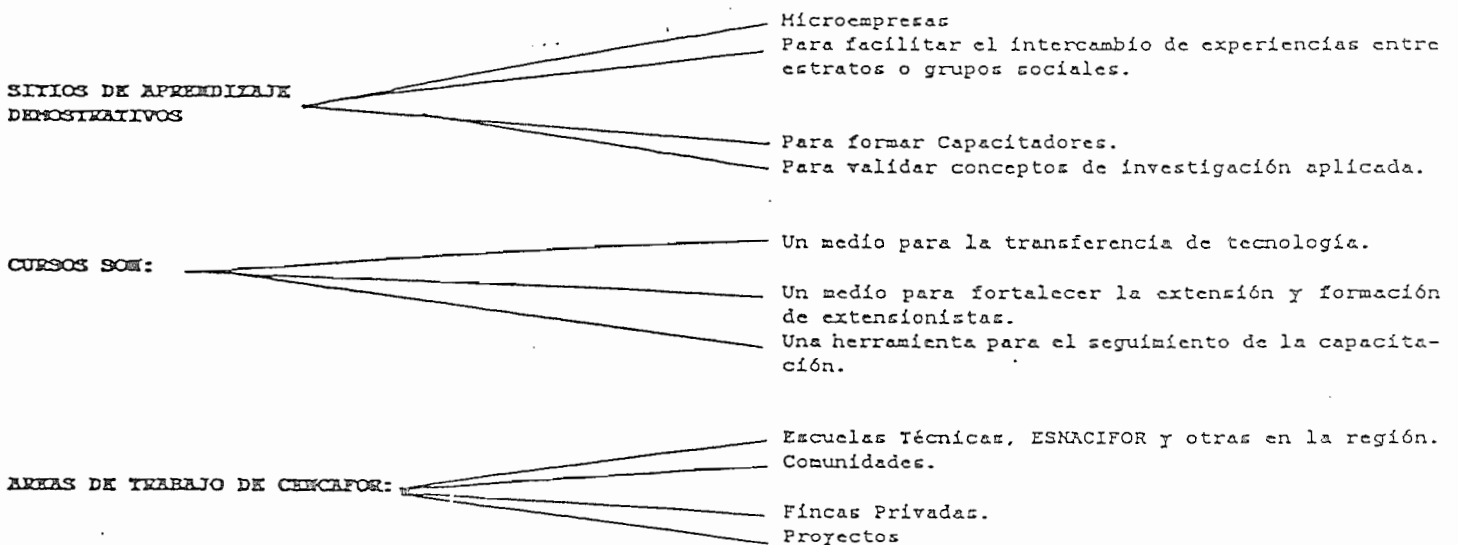 Microempresas
Para facilitar el intercambio de experiencias entre
estratos o grupos sociales.
SITIOS DE APRENDIZAJE
DEMOSTRATIVOS
Para formar Capacitadores.
Para validar conceptos de investigación aplicada.
Un medio para la transferencia de tecnología.
CURSOS SON:
Un medio para fortalecer la extensión y formación
de extensionistas.
Una herramienta para el seguimiento de la capacita-
ción.
Escuelas Técnicas, ESNACIFOR y otras en la región.
Comunidades.
AREAS DE TRABAJO DE CEMCAFOR:
Fincas Privadas.
Proyectos